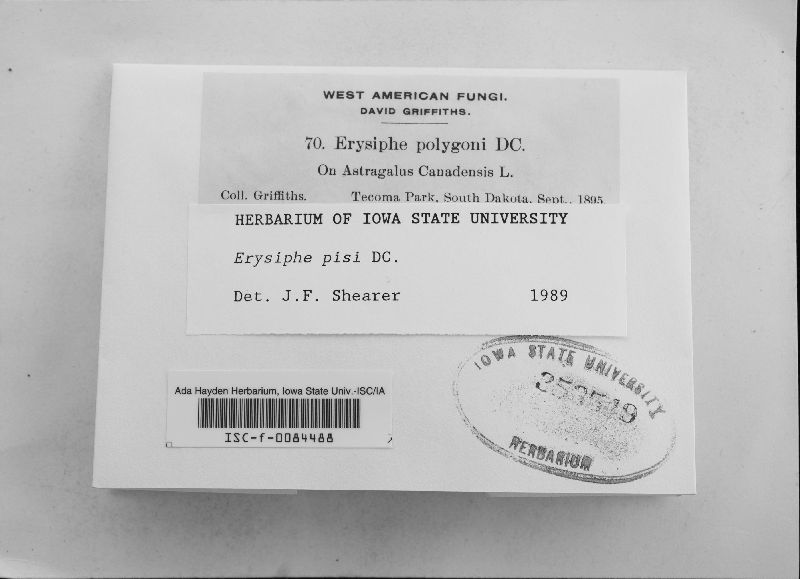 WEST AMERICAN FUNGI.
DAVID GRIFFITHS.
70. Erysiphe polygoni DC.
On Astragalus Canadensis L.
Coll. Griffiths. Tecoma Park, South Dakota, Sept., 1895.
HERBARIUM OF IOWA STATE UNIVERSITY
Erysiphe pisi DC.
Det. J.F. Shearer 1989
Ada Hayden Herbarium, Iowa State Univ.-ISC/IA
ISC-f-0084488
IOWA STATE UNIVERSITY
HERBARIUM